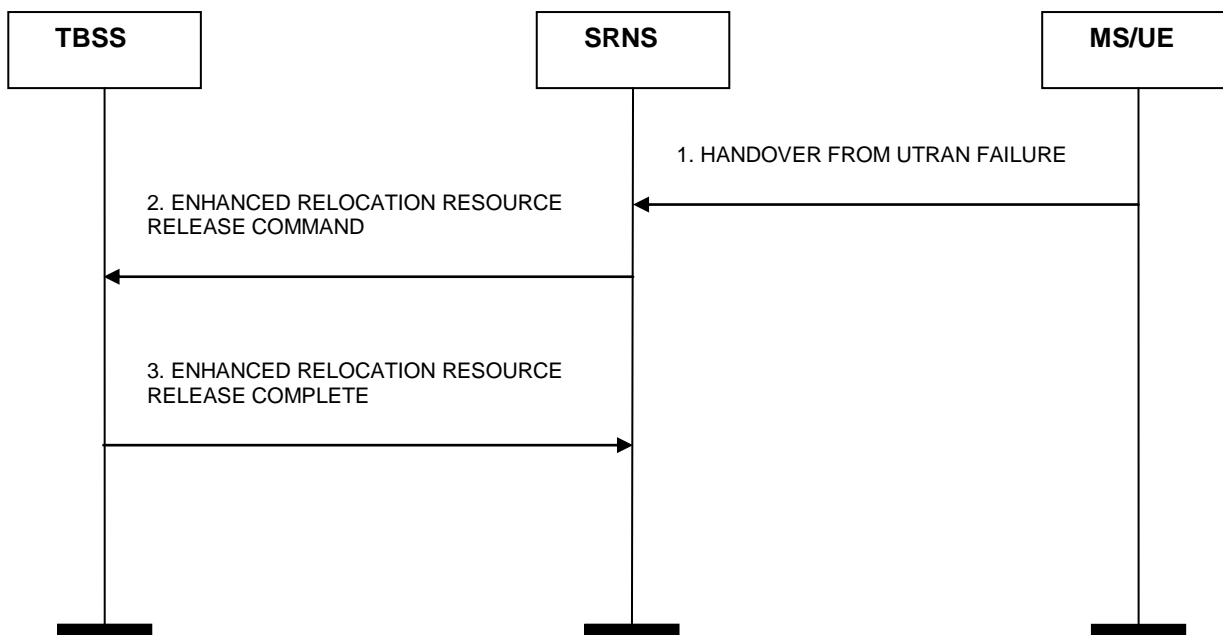 TBSS
SRNS
MS/UE
1. HANDOVER FROM UTRAN FAILURE
2. ENHANCED RELOCATION RESOURCE
RELEASE COMMAND
3. ENHANCED RELOCATION RESOURCE
RELEASE COMPLETE